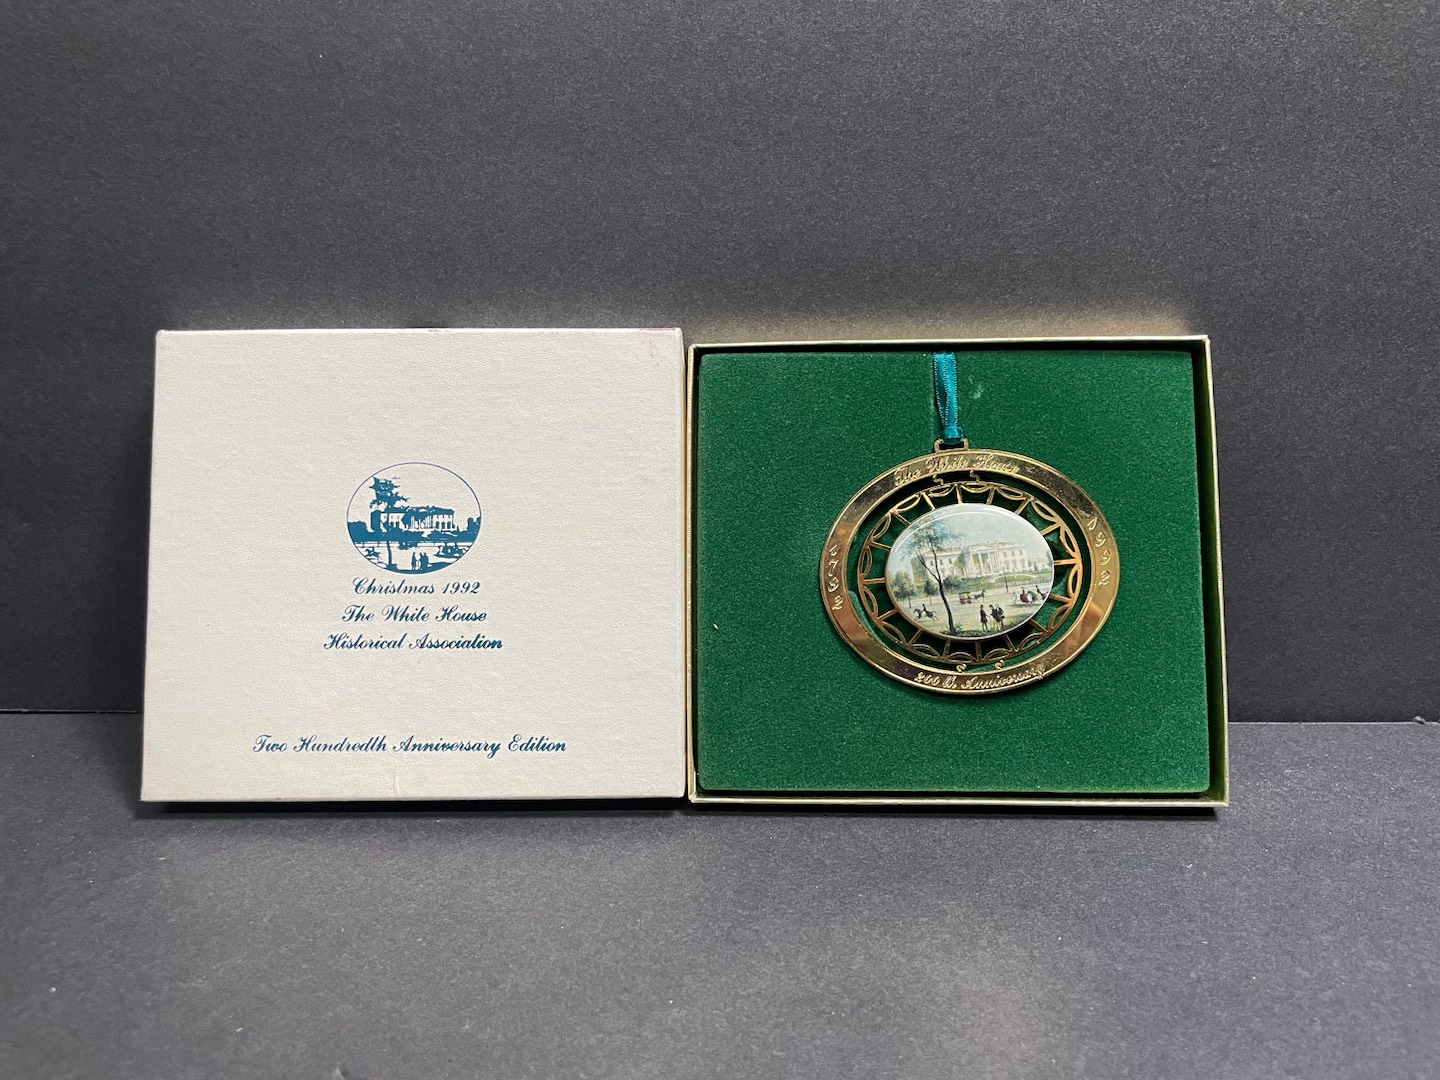 Christmas 1992
The White House
Historical Association
Two Hundredth Anniversary Edition
The White House
1792
1992
200th Anniversary